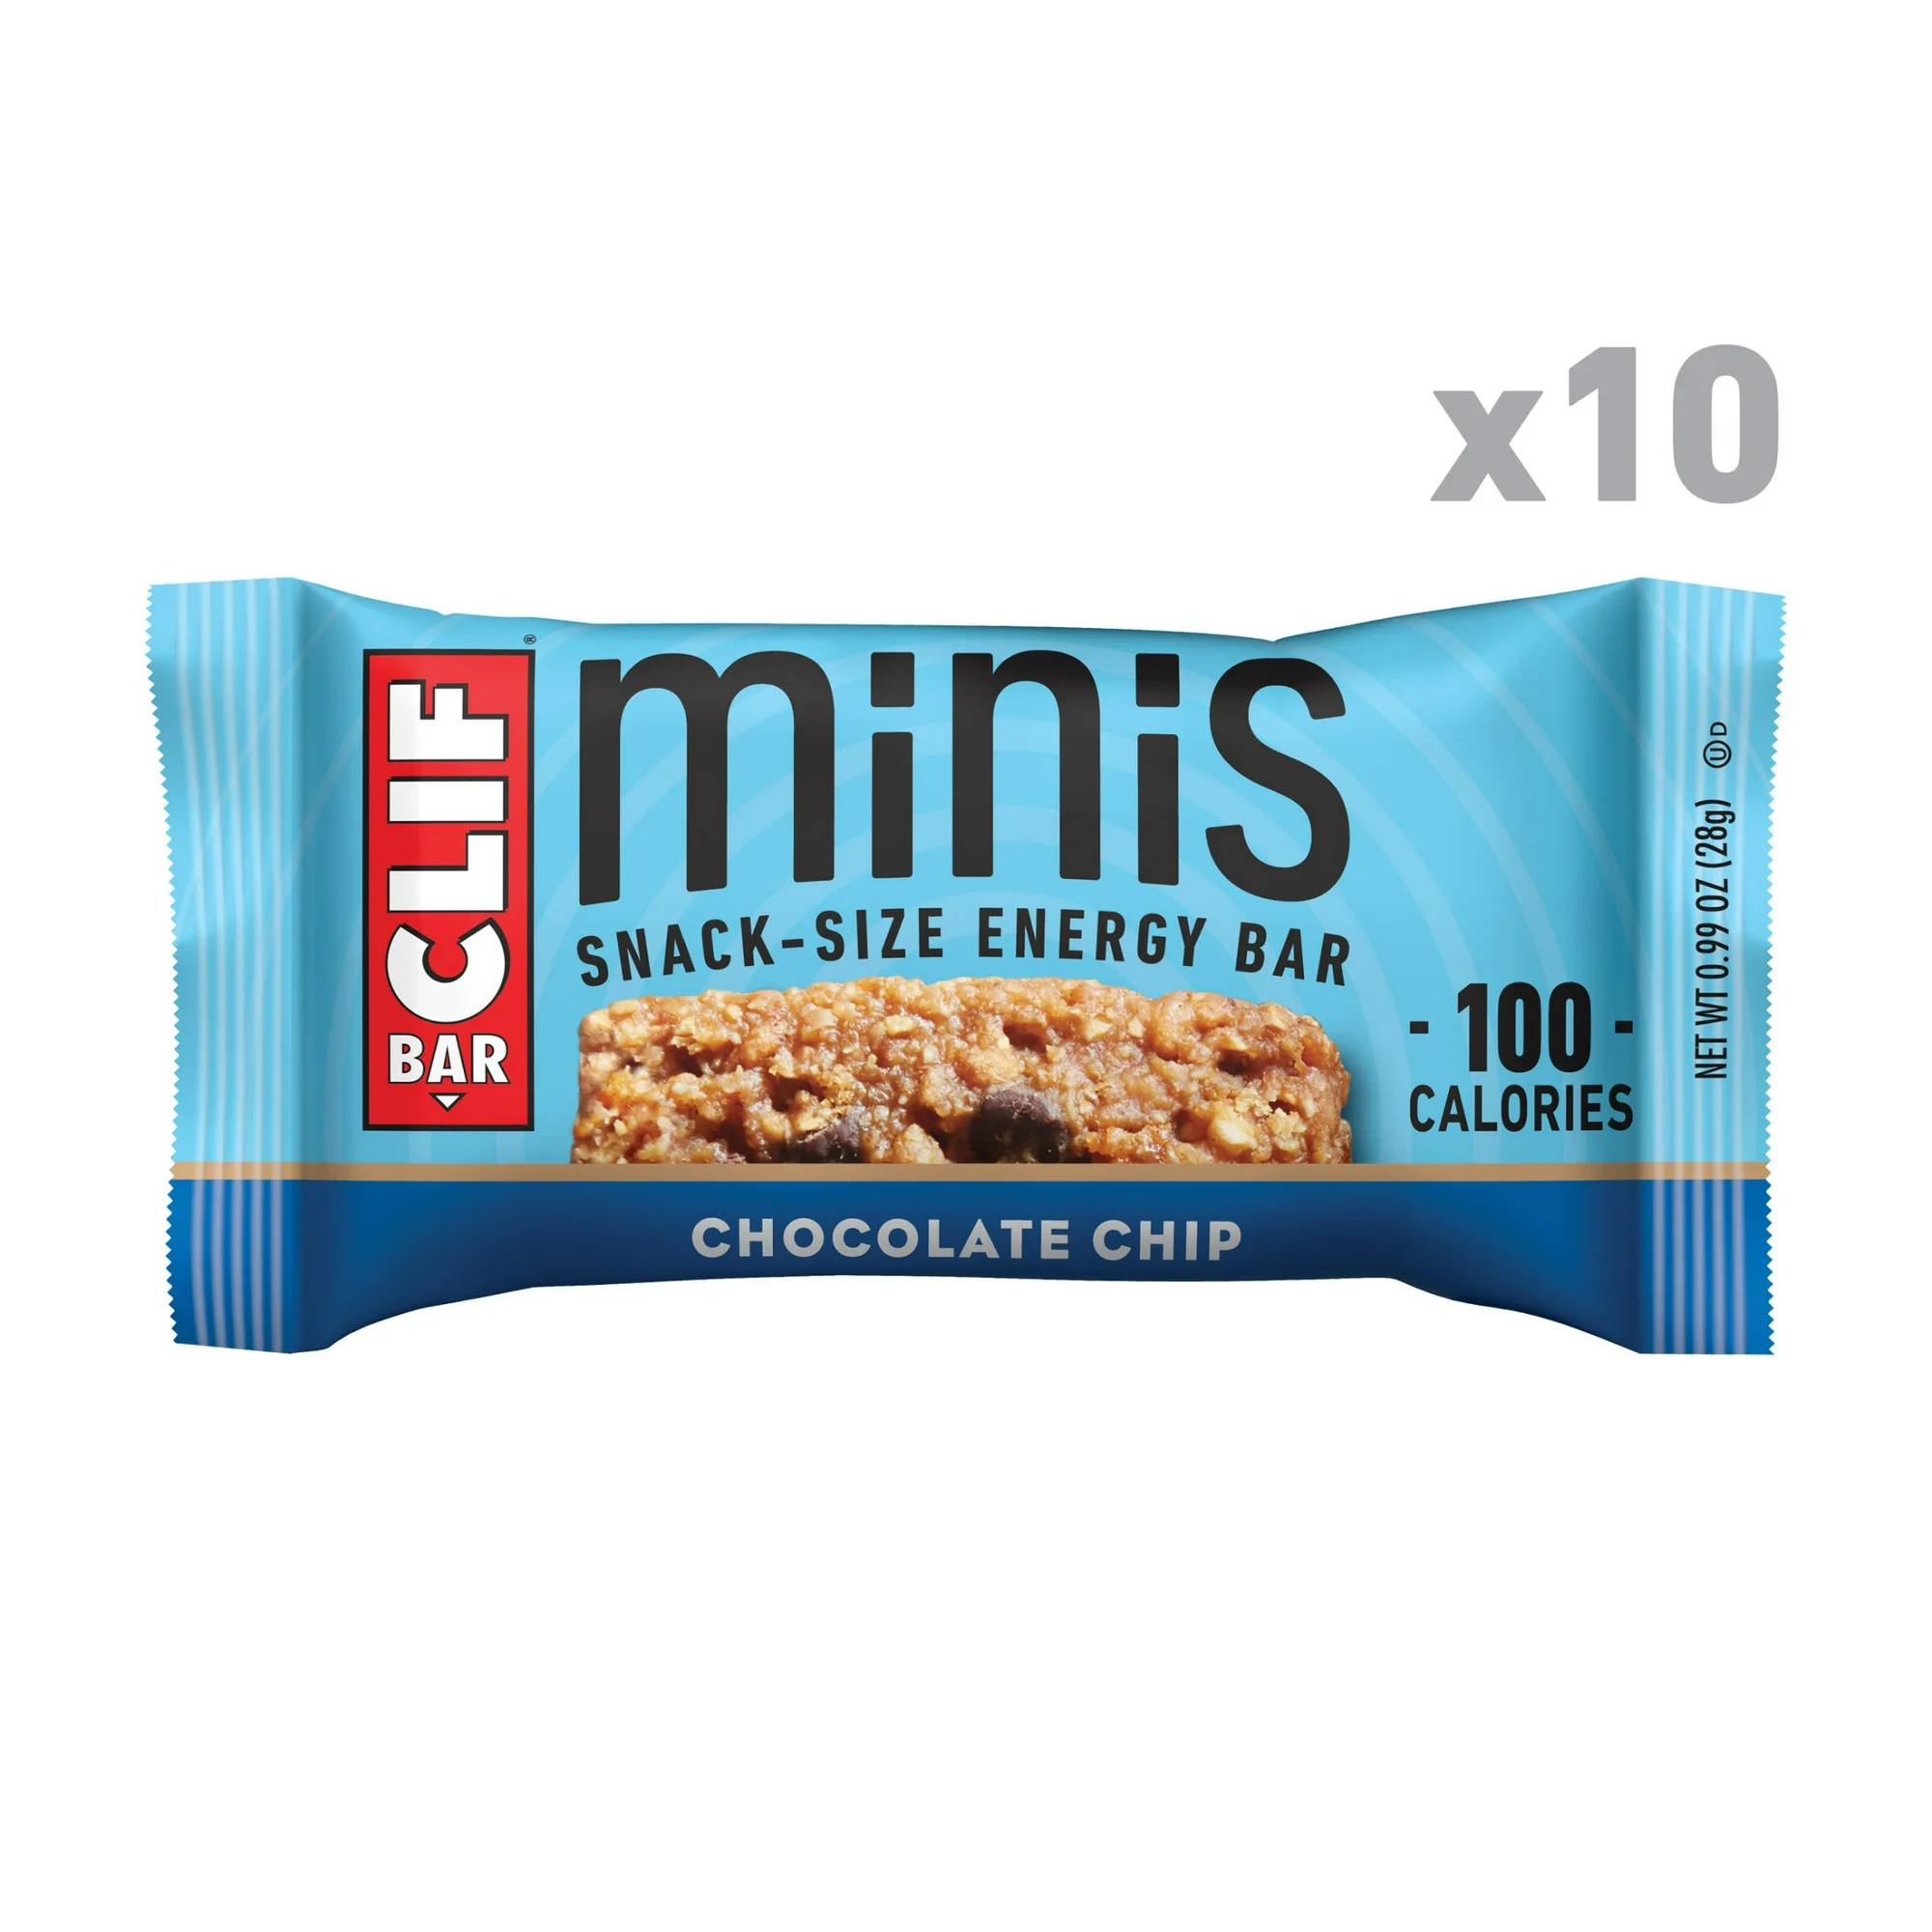 x10
CLIF
BAR
®
minis
SNACK-SIZE ENERGY BAR
- 100 -
CALORIES
NET WT 0.99 OZ (28g) Ⓤ D
CHOCOLATE CHIP